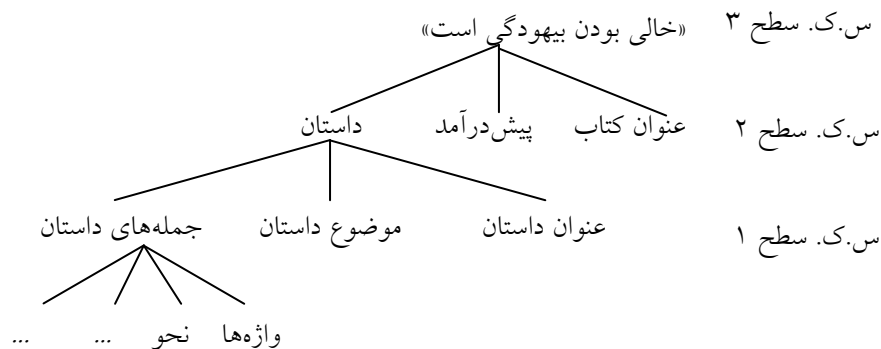 س.ک. سطح ۳ «خالی بودن بیهودگی است»
س.ک. سطح ۲ عنوان کتاب پیش‌درآمد داستان
س.ک. سطح ۱ عنوان داستان موضوع داستان جمله‌های داستان
واژه‌ها نحو ... ...